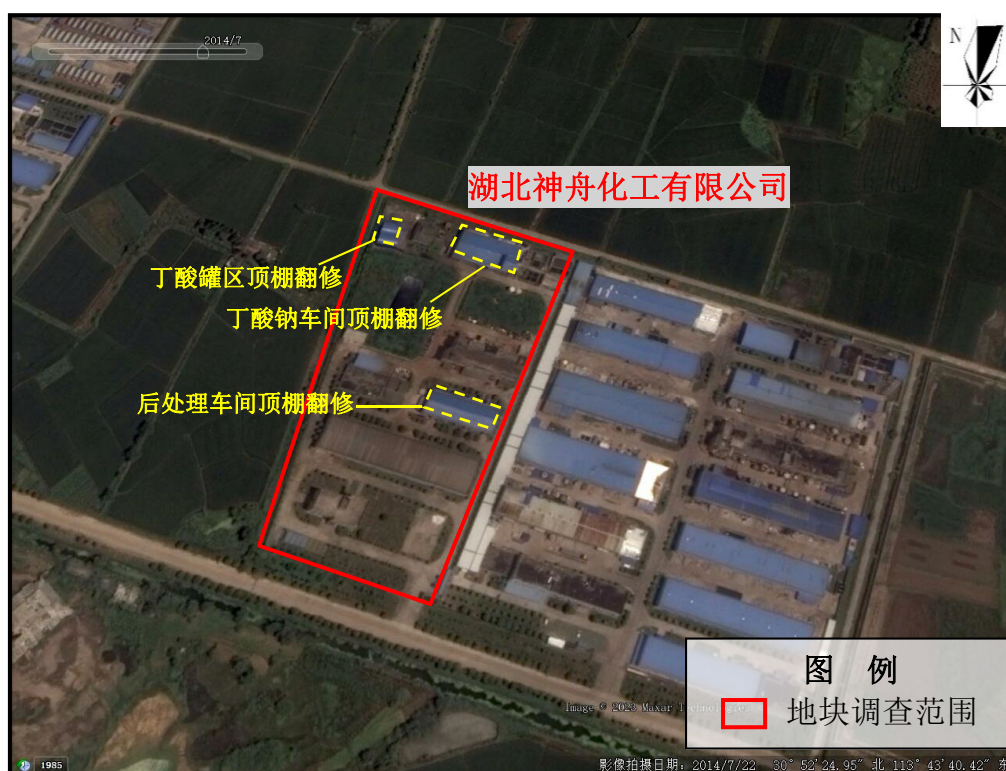 2014/7
N
湖北神舟化工有限公司
丁酸罐区顶棚翻修
丁酸钠车间顶棚翻修
后处理车间顶棚翻修
图 例
地块调查范围
Image © 2023 Maxar Technologies
1985
影像拍摄日期: 2014/7/22 30° 52'24.95" 北 113° 43'40.42" 东